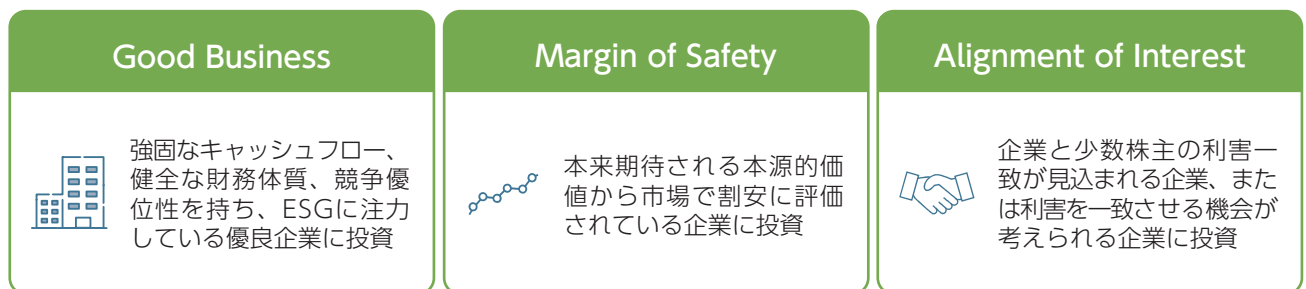 Good Business
強固なキャッシュフロー、
健全な財務体質、競争優
位性を持ち、ESGに注力
している優良企業に投資
Margin of Safety
本来期待される本源的価
値から市場で割安に評価
されている企業に投資
Alignment of Interest
企業と少数株主の利害一
致が見込まれる企業、また
は利害を一致させる機会が
考えられる企業に投資